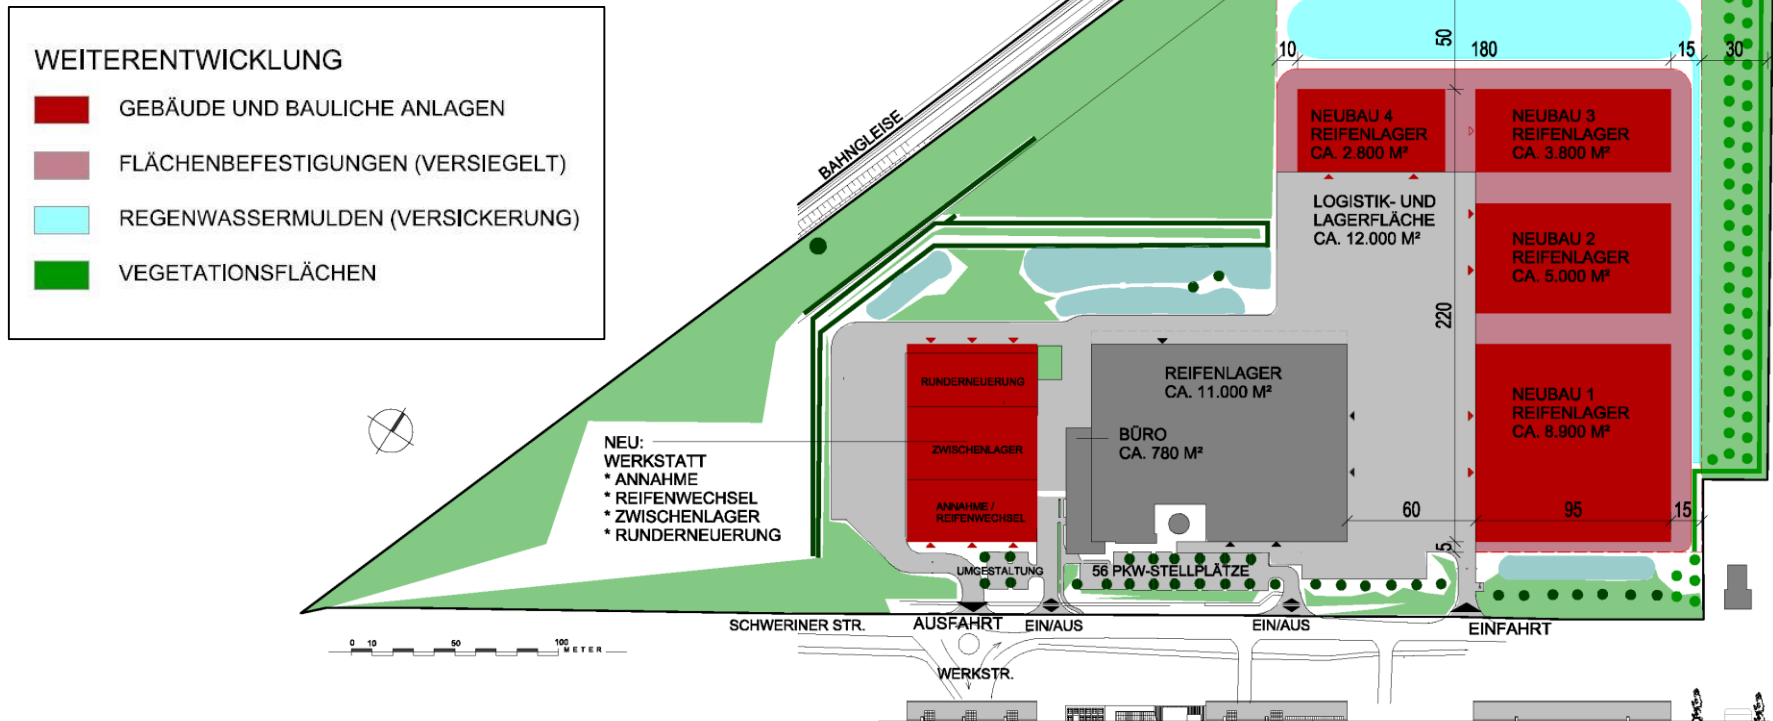 WEITERENTWICKLUNG
GEBÄUDE UND BAULICHE ANLAGEN
FLÄCHENBEFESTIGUNGEN (VERSIEGELT)
REGENWASSERMULDEN (VERSICKERUNG)
VEGETATIONSFLÄCHEN
BAHNGLEISE
10
50
180
15
30
NEUBAU 4
REIFENLAGER
CA. 2.800 M²
NEUBAU 3
REIFENLAGER
CA. 3.800 M²
LOGISTIK- UND
LAGERFLÄCHE
CA. 12.000 M²
NEUBAU 2
REIFENLAGER
CA. 5.000 M²
220
NEUBAU 1
REIFENLAGER
CA. 8.900 M²
REIFENLAGER
CA. 11.000 M²
BÜRO
CA. 780 M²
RUNDERNEUERUNG
ZWISCHENLAGER
ANNAHME /
REIFENWECHSEL
NEU:
WERKSTATT
* ANNAHME
* REIFENWECHSEL
* ZWISCHENLAGER
* RUNDERNEUERUNG
60
95
15
5
UMGESTALTUNG
56 PKW-STELLPLÄTZE
SCHWERINER STR.
AUSFAHRT
EIN/AUS
EIN/AUS
EINFAHRT
WERKSTR.
0 10 50 100
METER